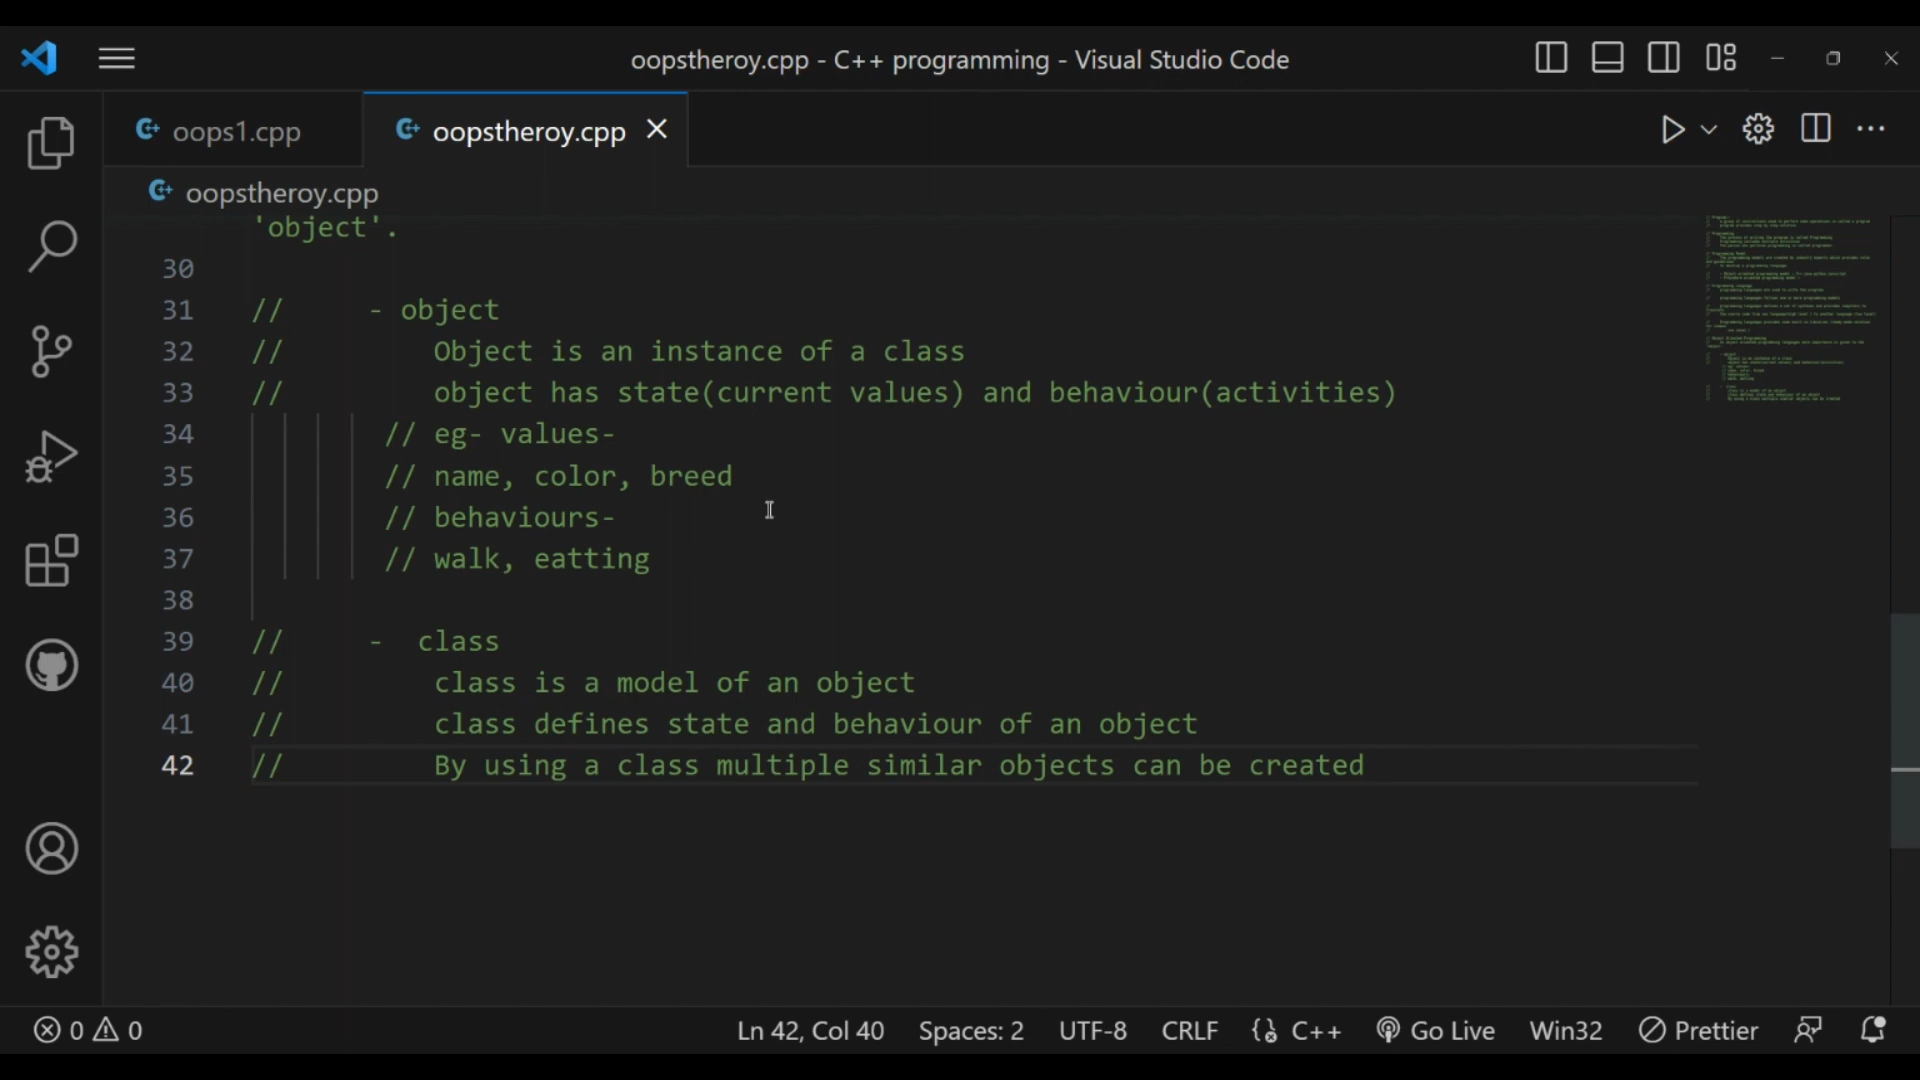 oopstheroy.cpp - C++ programming - Visual Studio Code
oops1.cpp
oopstheroy.cpp
oopstheroy.cpp
'object'.
30
31 // - object
32 // Object is an instance of a class
33 // object has state(current values) and behaviour(activities)
34 // eg- values-
35 // name, color, breed
36 // behaviours-
37 // walk, eatting
38
39 // - class
40 // class is a model of an object
41 // class defines state and behaviour of an object
42 // By using a class multiple similar objects can be created
0 0 Ln 42, Col 40 Spaces: 2 UTF-8 CRLF C++ Go Live Win32 Prettier